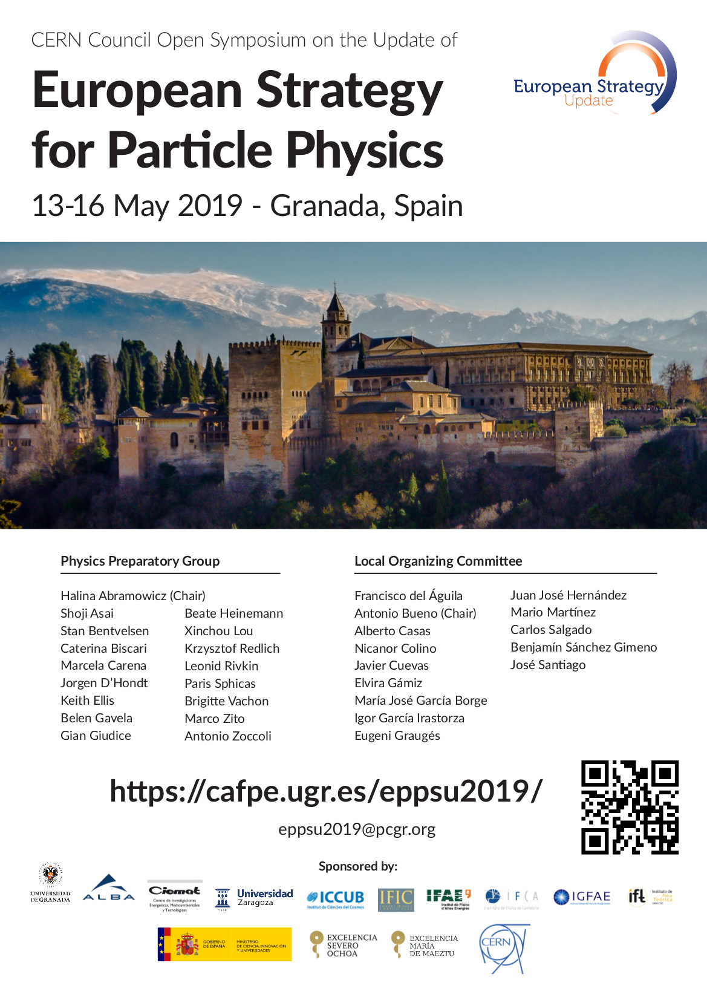 CERN Council Open Symposium on the Update of
European Strategy
for Particle Physics
13-16 May 2019 - Granada, Spain
European Strategy
Update
Physics Preparatory Group
Halina Abramowicz (Chair)
Shoji Asai
Stan Bentvelsen
Caterina Biscari
Marcela Carena
Jorgen D'Hondt
Keith Ellis
Belen Gavela
Gian Giudice
Beate Heinemann
Xinchou Lou
Krzysztof Redlich
Leonid Rivkin
Paris Sphicas
Brigitte Vachon
Marco Zito
Antonio Zoccoli
Local Organizing Committee
Francisco del Águila
Antonio Bueno (Chair)
Alberto Casas
Nicanor Colino
Javier Cuevas
Elvira Gámiz
María José García Borge
Igor García Irastorza
Eugeni Graugés
Juan José Hernández
Mario Martínez
Carlos Salgado
Benjamín Sánchez Gimeno
José Santiago
https://cafpe.ugr.es/eppsu2019/
eppsu2019@pcgr.org
Sponsored by:
UNIVERSIDAD
DE GRANADA
ALBA
Ciemat
Centro de Investigaciones
Energéticas, Medioambientales
y Tecnológicas
1542
Universidad
Zaragoza
ICCUB
Institut de Ciències del Cosmos
IFIC
IFAE
Institut de Física
d'Altes Energies
IFCA
Instituto de Física de Cantabria
IGFAE
ift
Instituto de
Física
Teórica
UAM-CSIC
GOBIERNO
DE ESPAÑA
MINISTERIO
DE CIENCIA, INNOVACIÓN
Y UNIVERSIDADES
EXCELENCIA
SEVERO
OCHOA
EXCELENCIA
MARÍA
DE MAEZTU
CERN